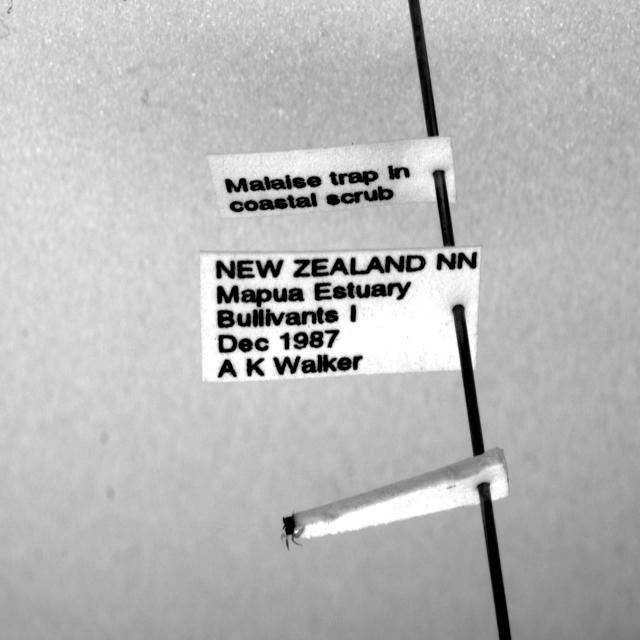 Malaise trap in
coastal scrub
NEW ZEALAND NN
Mapua Estuary
Bullivants I
Dec 1987
A K Walker